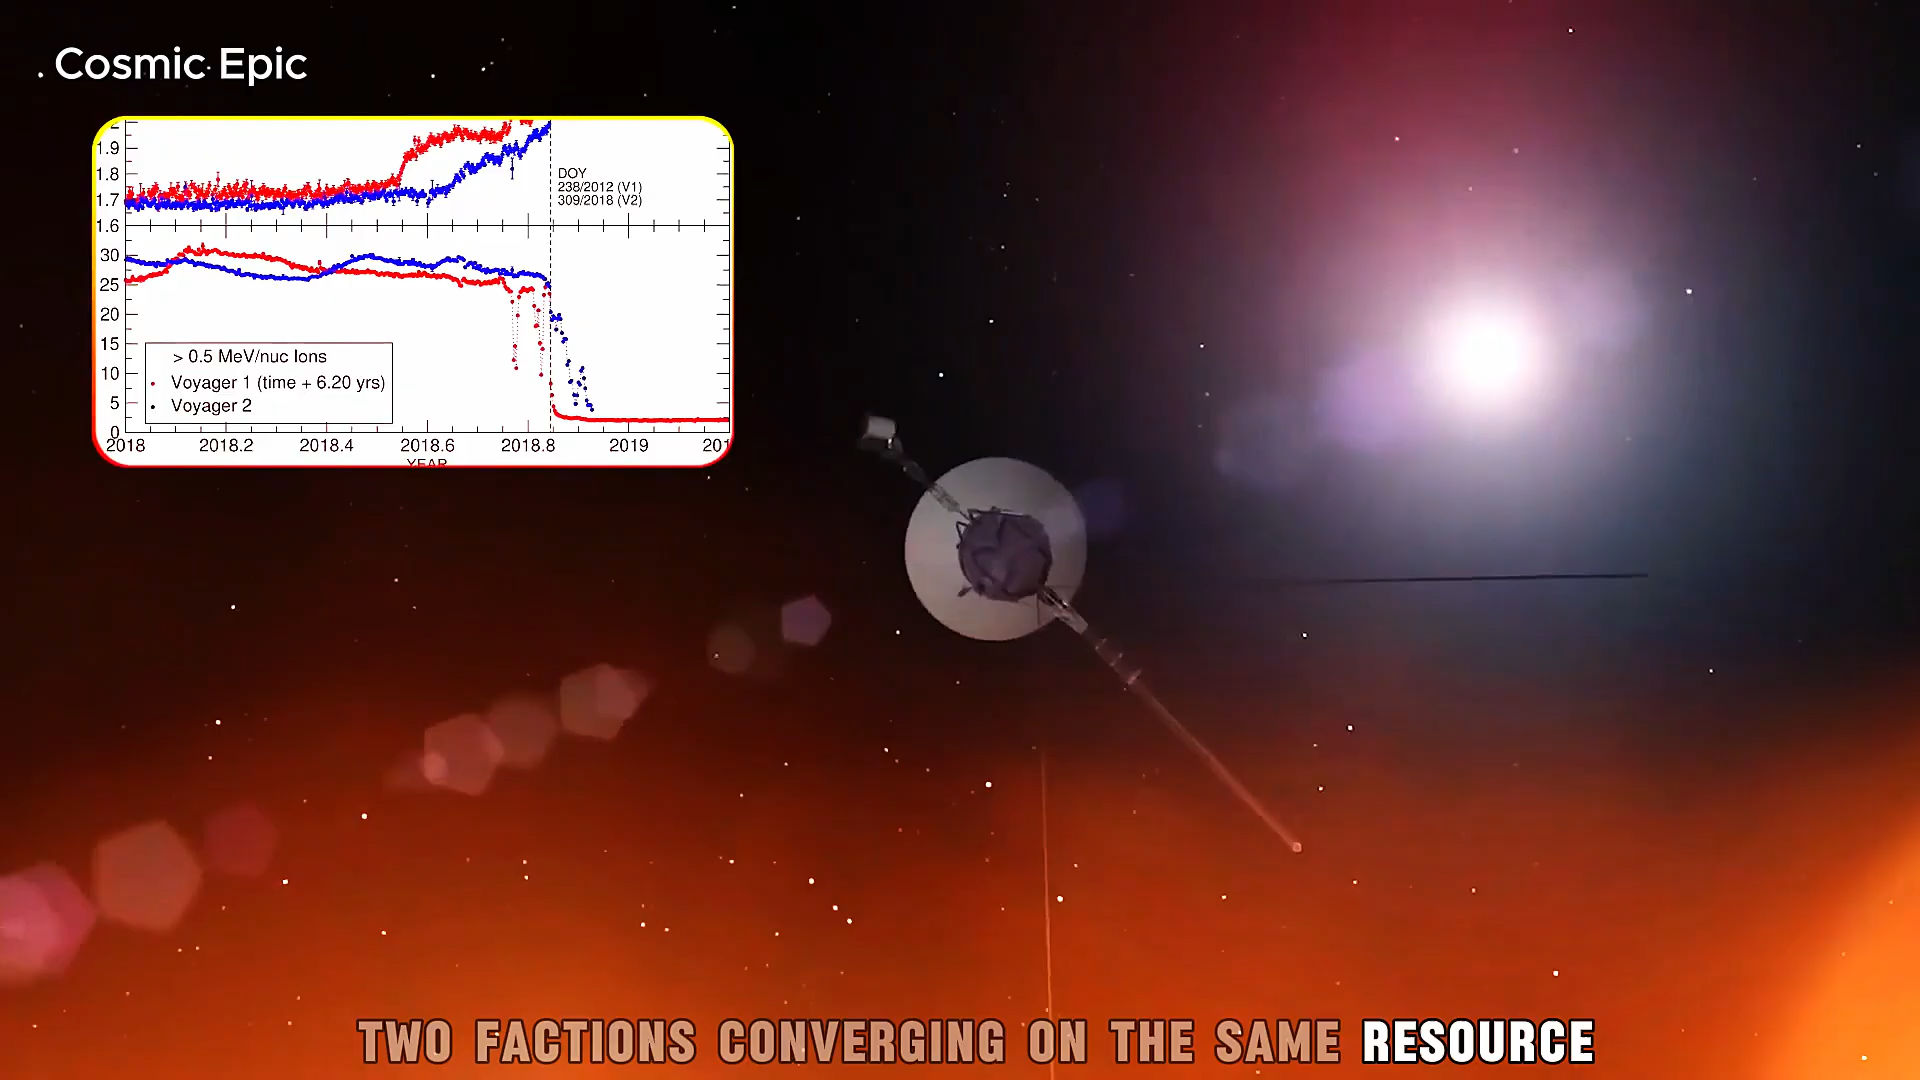 Cosmic Epic
1.9
1.8
1.7
1.6
DOY
238/2012 (V1)
309/2018 (V2)
30
25
20
15
10
5
0
> 0.5 MeV/nuc Ions
Voyager 1 (time + 6.20 yrs)
Voyager 2
2018 2018.2 2018.4 2018.6 2018.8 2019
YEAR
TWO FACTIONS CONVERGING ON THE SAME RESOURCE